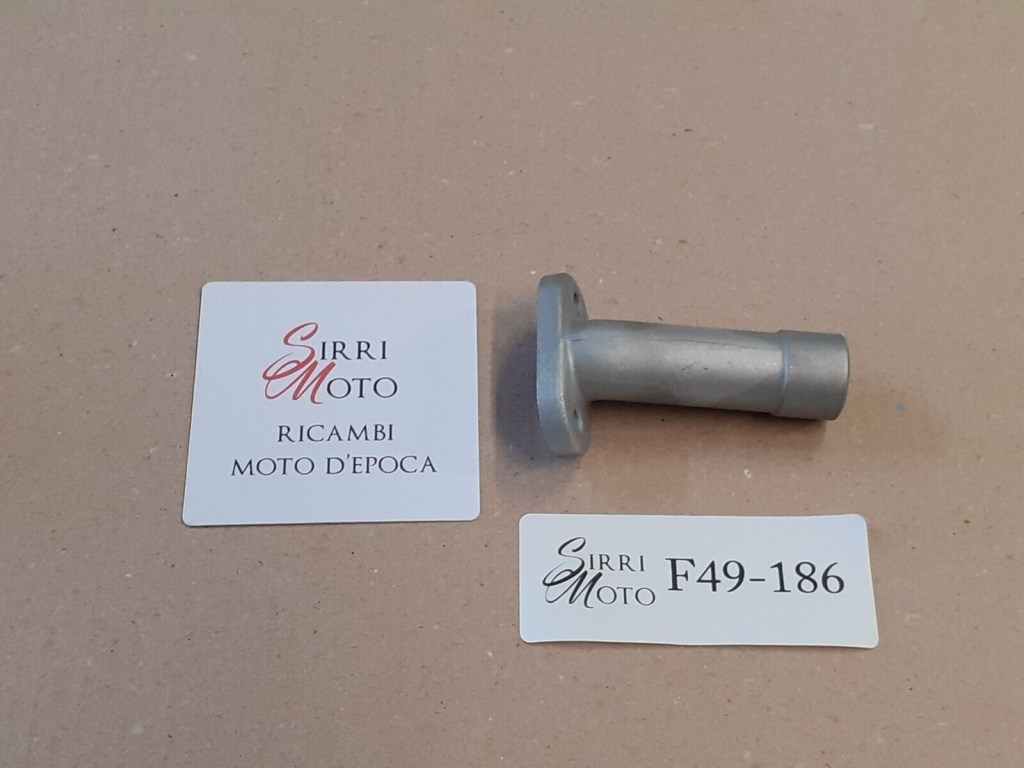 SIRRI
MOTO
RICAMBI
MOTO D'EPOCA
SIRRI
MOTO
F49-186